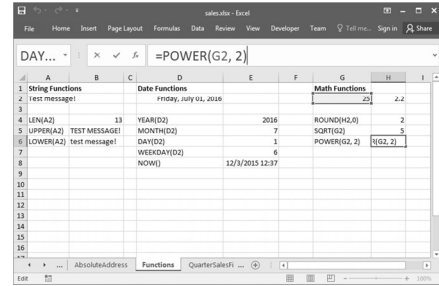 sales.xlsx - Excel
File Home Insert Page Layout Formulas Data Review View Developer Team Tell me... Sign in Share
DAY... =POWER(G2, 2)
A B C D E F G H I
1 String Functions Date Functions Math Functions
2 Test message! Friday, July 01, 2016 25 2.2
3
4 LEN(A2) 13 YEAR(D2) 2016 ROUND(H2,0) 2
5 UPPER(A2) TEST MESSAGE! MONTH(D2) 7 SQRT(G2) 5
6 LOWER(A2) test message! DAY(D2) 1 POWER(G2, 2) R(G2, 2)
7 WEEKDAY(D2) 6
8 NOW() 12/3/2015 12:37
9
10
11
12
13
14
15
16
... AbsoluteAddress Functions QuarterSalesFi ...
Edit 100%